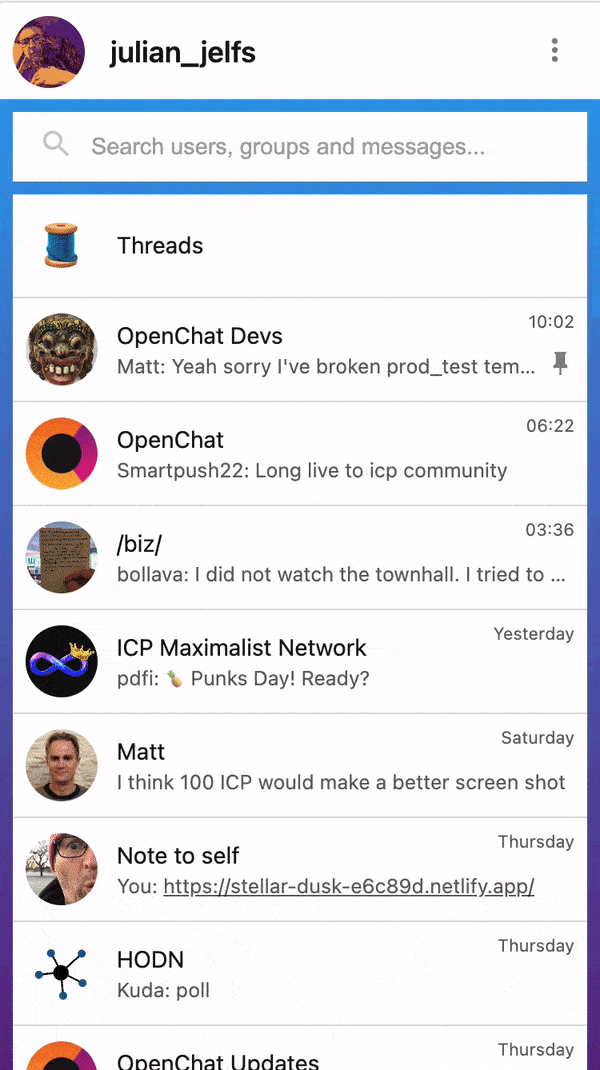 julian_jelfs
Search users, groups and messages...
Threads
OpenChat Devs
10:02
Matt: Yeah sorry I've broken prod_test tem...
OpenChat
06:22
Smartpush22: Long live to icp community
/biz/
03:36
bollava: I did not watch the townhall. I tried to ...
ICP Maximalist Network
Yesterday
pdfi: 🍍 Punks Day! Ready?
Matt
Saturday
I think 100 ICP would make a better screen shot
Note to self
Thursday
You: https://stellar-dusk-e6c89d.netlify.app/
HODN
Thursday
Kuda: poll
OpenChat Updates
Thursday